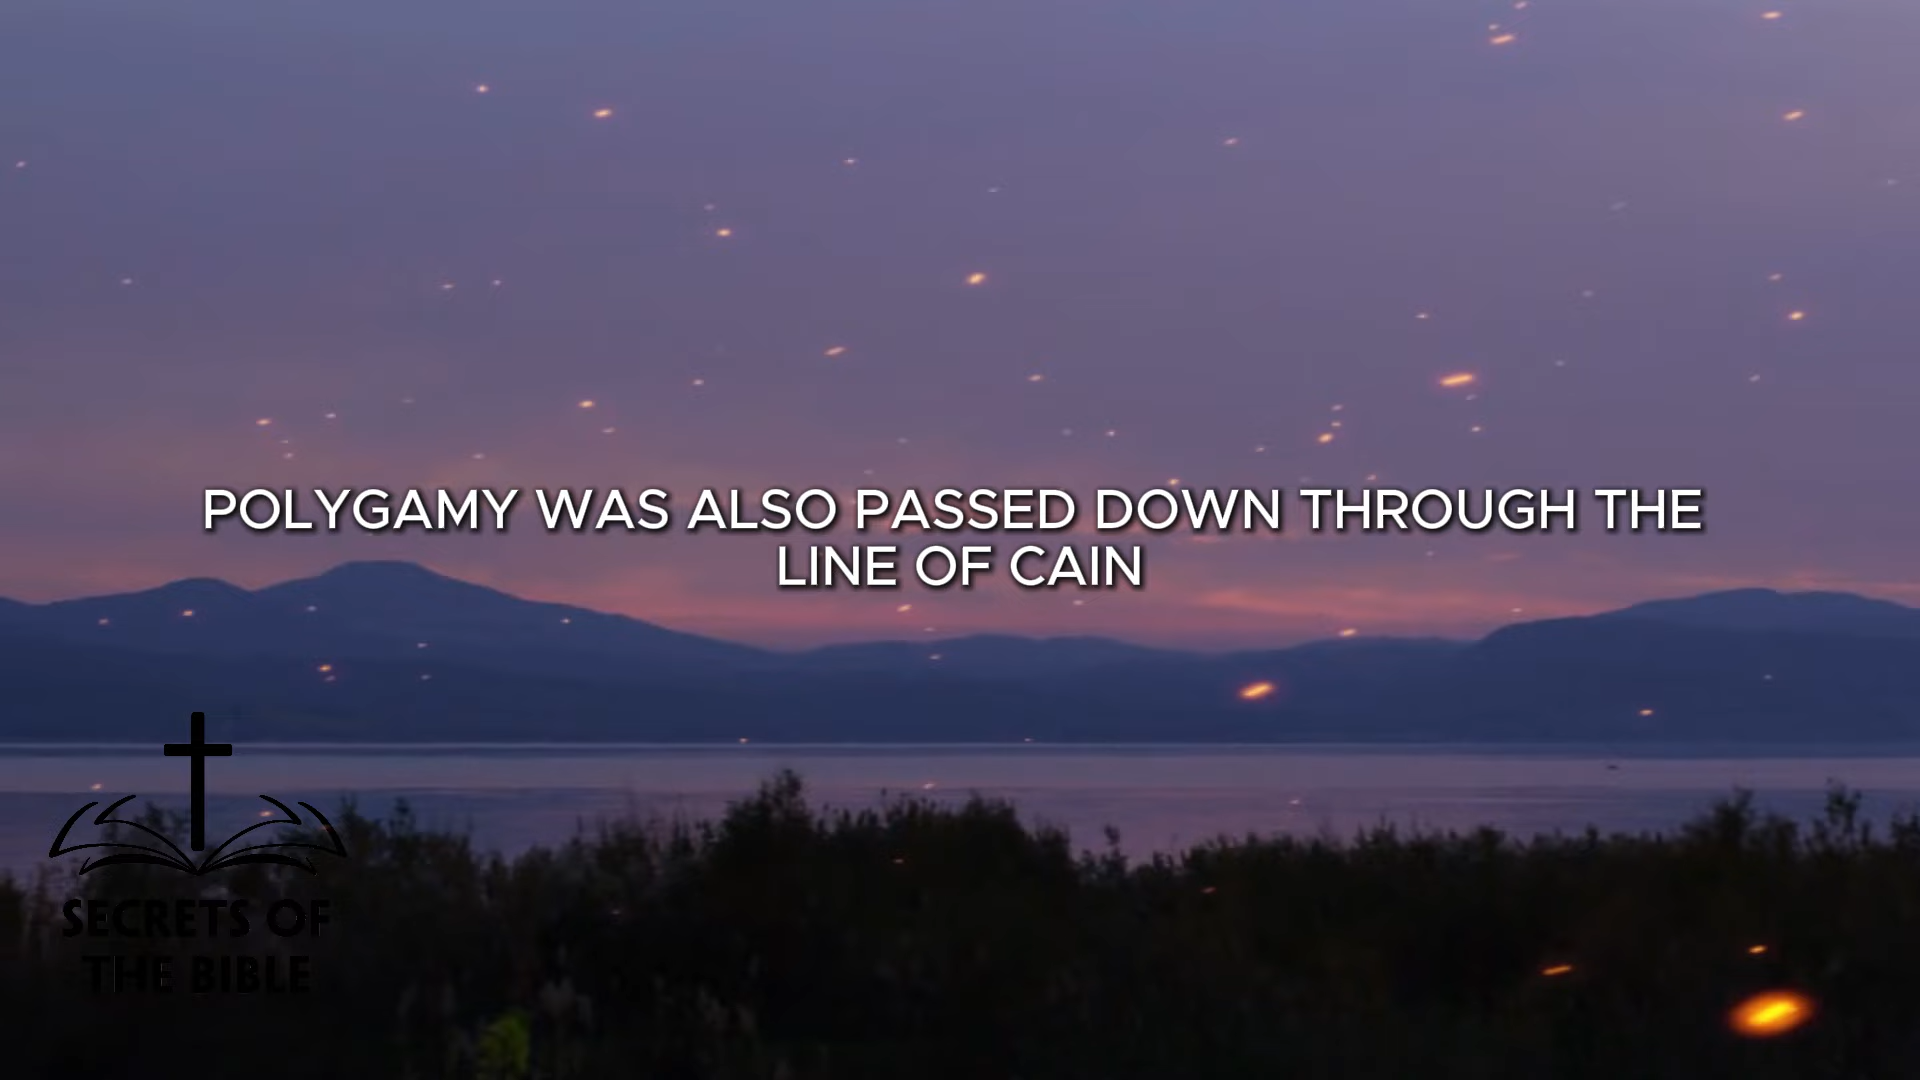 POLYGAMY WAS ALSO PASSED DOWN THROUGH THE
LINE OF CAIN
SECRETS OF
THE BIBLE